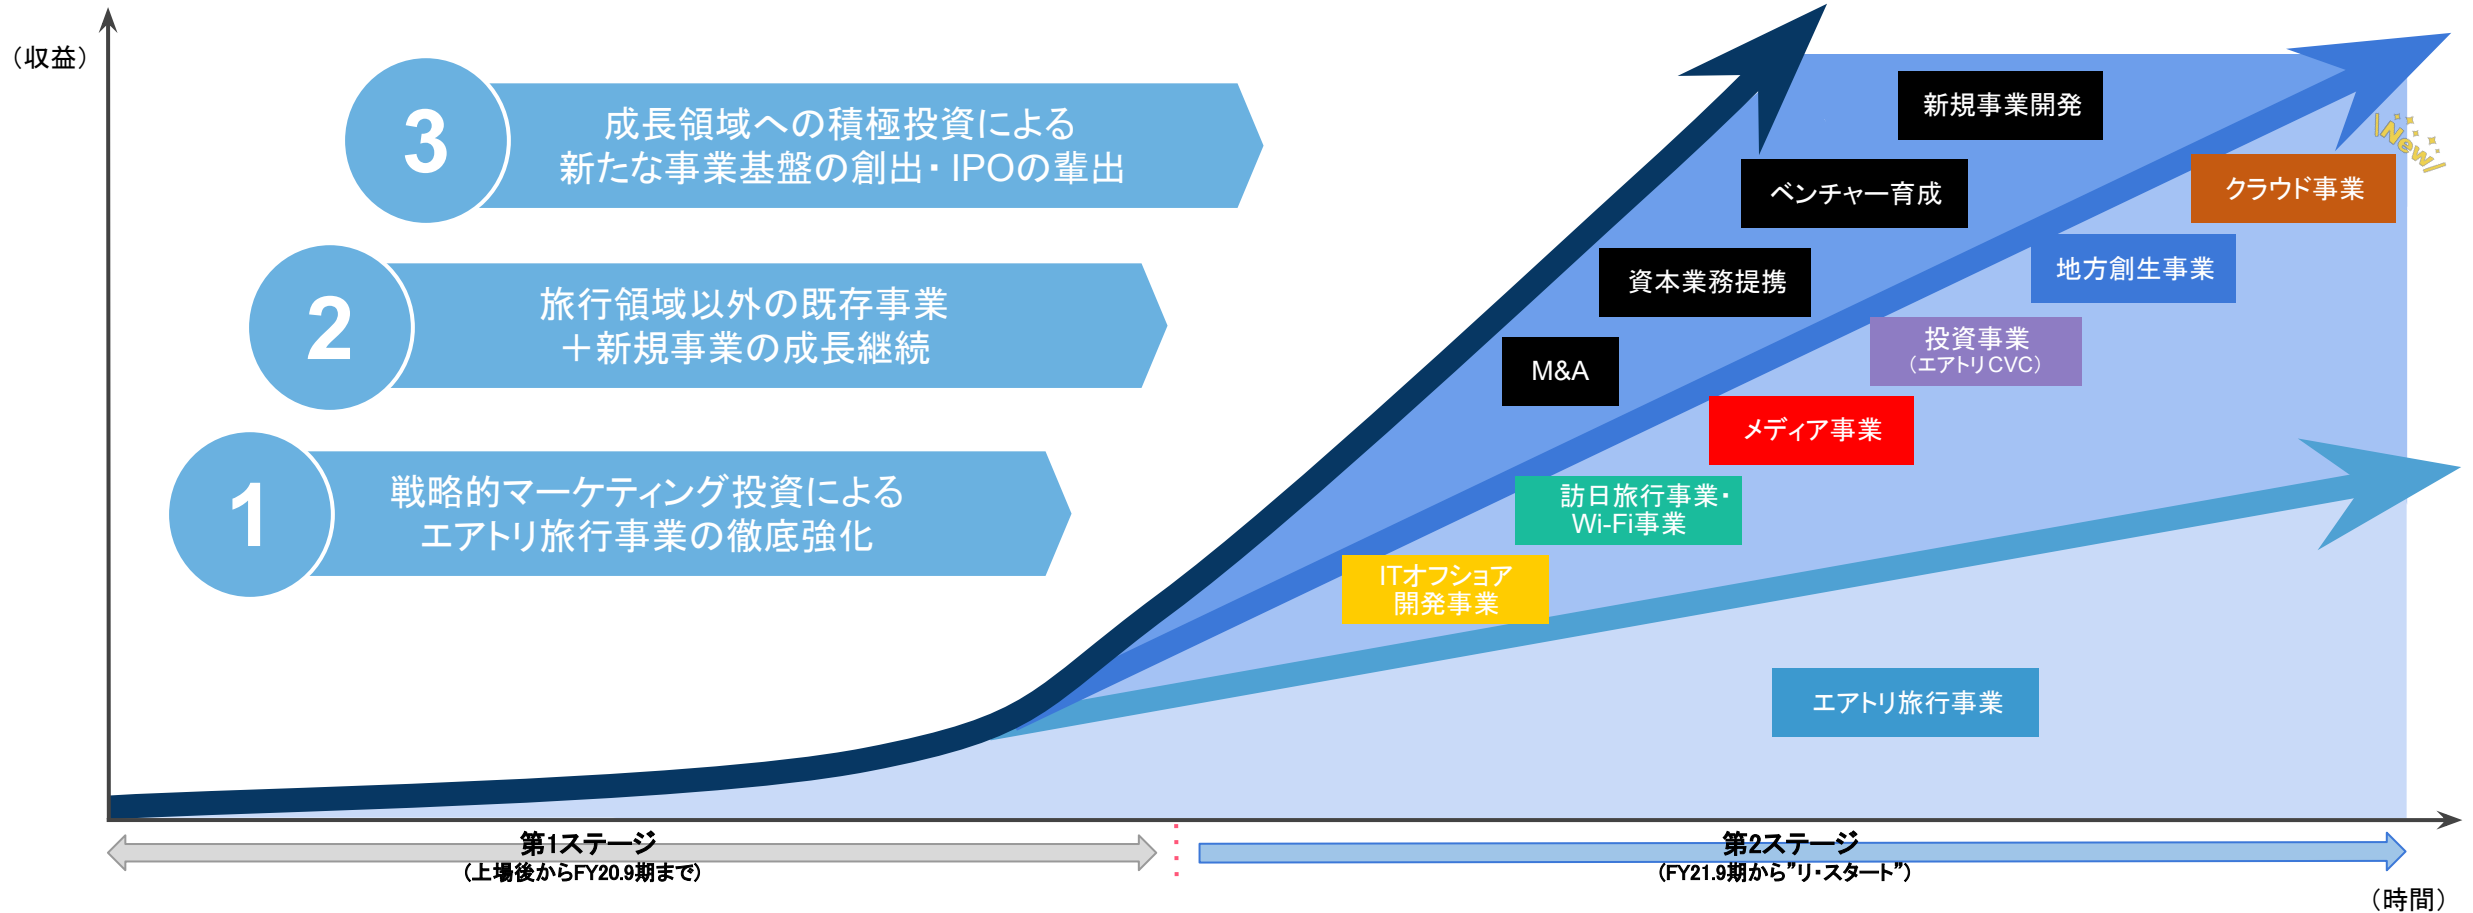 （収益）
3
成長領域への積極投資による
新たな事業基盤の創出・IPOの輩出
2
旅行領域以外の既存事業
＋新規事業の成長継続
1
戦略的マーケティング投資による
エアトリ旅行事業の徹底強化
新規事業開発
ベンチャー育成
資本業務提携
M&A
New
クラウド事業
地方創生事業
投資事業
（エアトリCVC）
メディア事業
訪日旅行事業・
Wi-Fi事業
ITオフショア
開発事業
エアトリ旅行事業
第1ステージ
（上場後からFY20.9期まで）
第2ステージ
（FY21.9期から”リ・スタート”）
（時間）